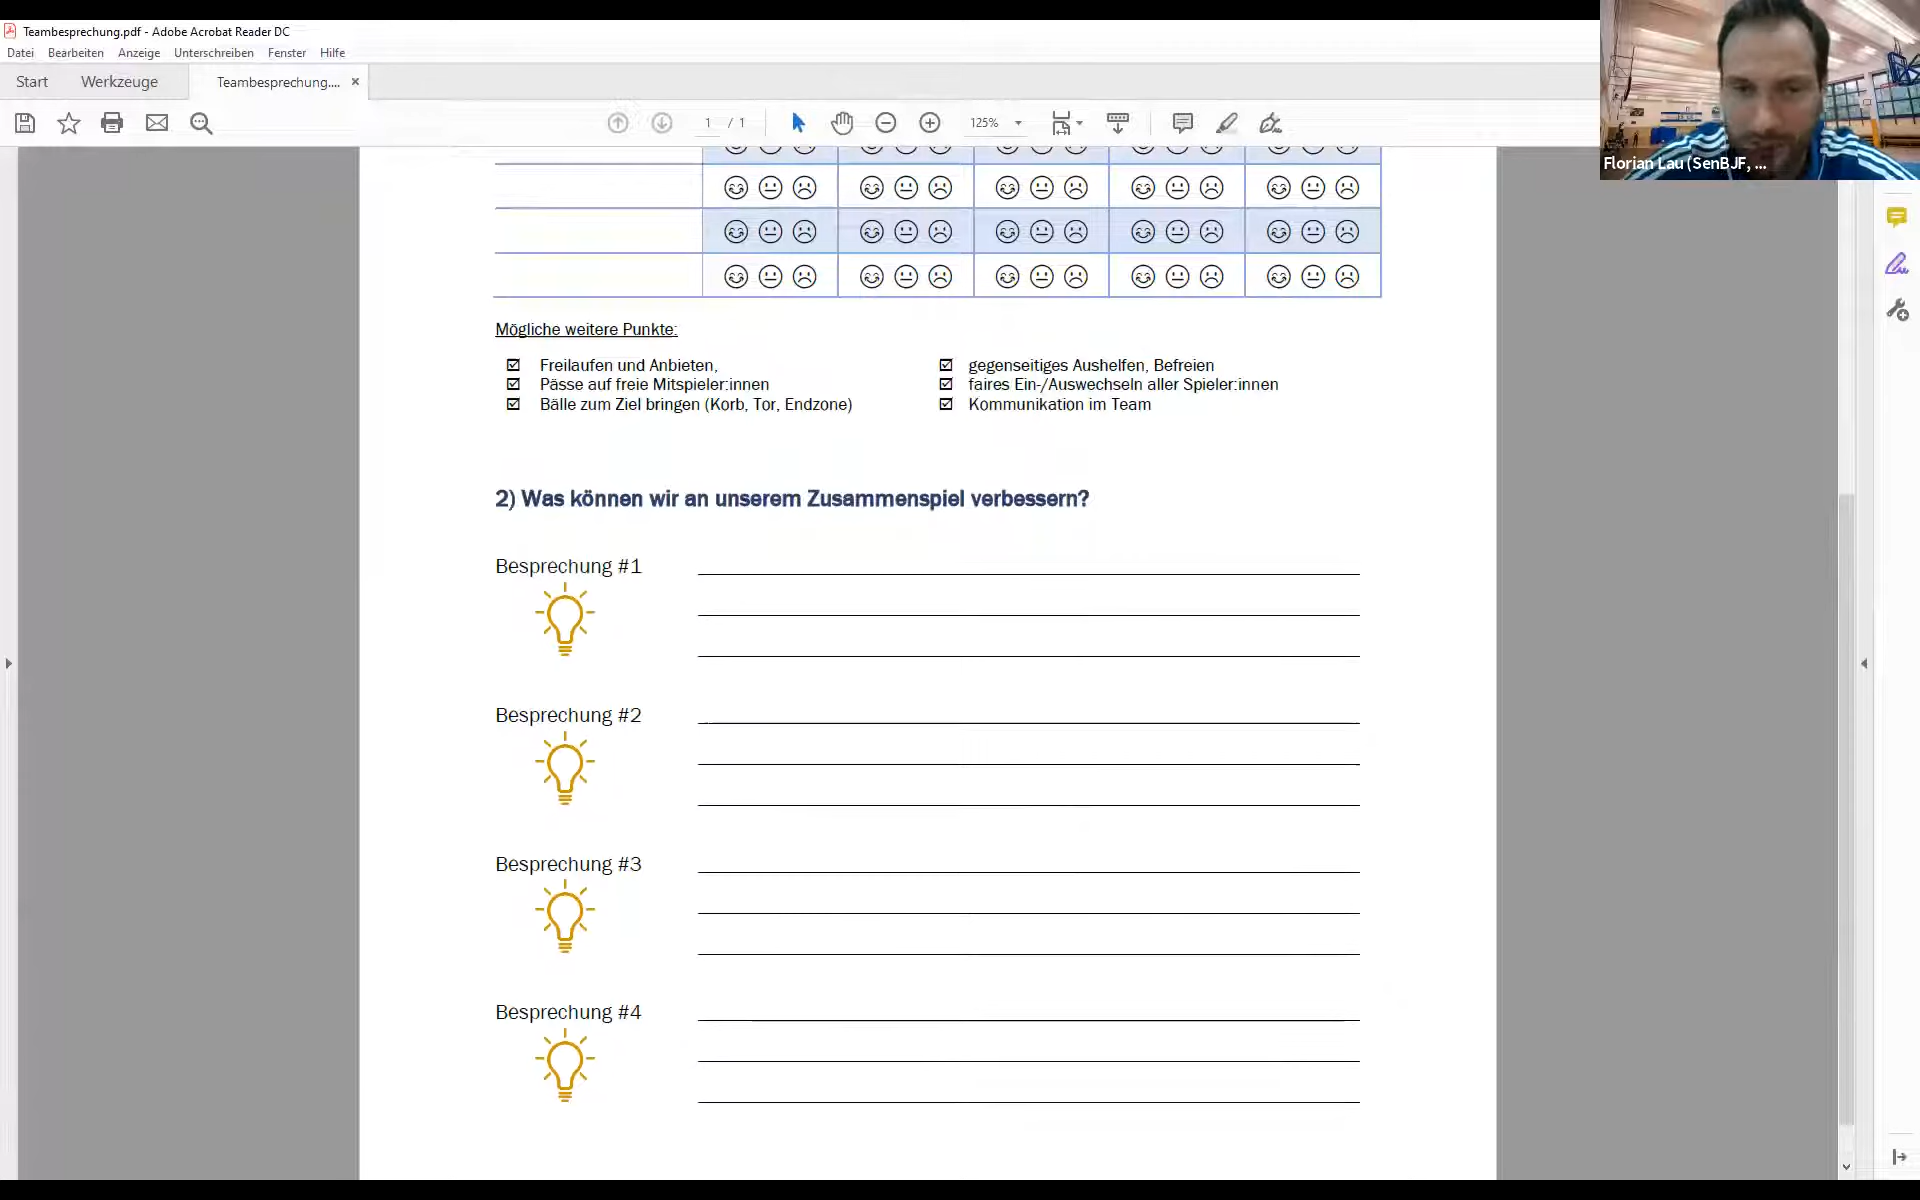 Teambesprechung.pdf - Adobe Acrobat Reader DC
Datei Bearbeiten Anzeige Unterschreiben Fenster Hilfe
Start Werkzeuge Teambesprechung.... ×
1 / 1 125%
Florian Lau (SenBJF, ...
Mögliche weitere Punkte:
Freilaufen und Anbieten,
Pässe auf freie Mitspieler:innen
Bälle zum Ziel bringen (Korb, Tor, Endzone)
gegenseitiges Aushelfen, Befreien
faires Ein-/Auswechseln aller Spieler:innen
Kommunikation im Team
2) Was können wir an unserem Zusammenspiel verbessern?
Besprechung #1
Besprechung #2
Besprechung #3
Besprechung #4